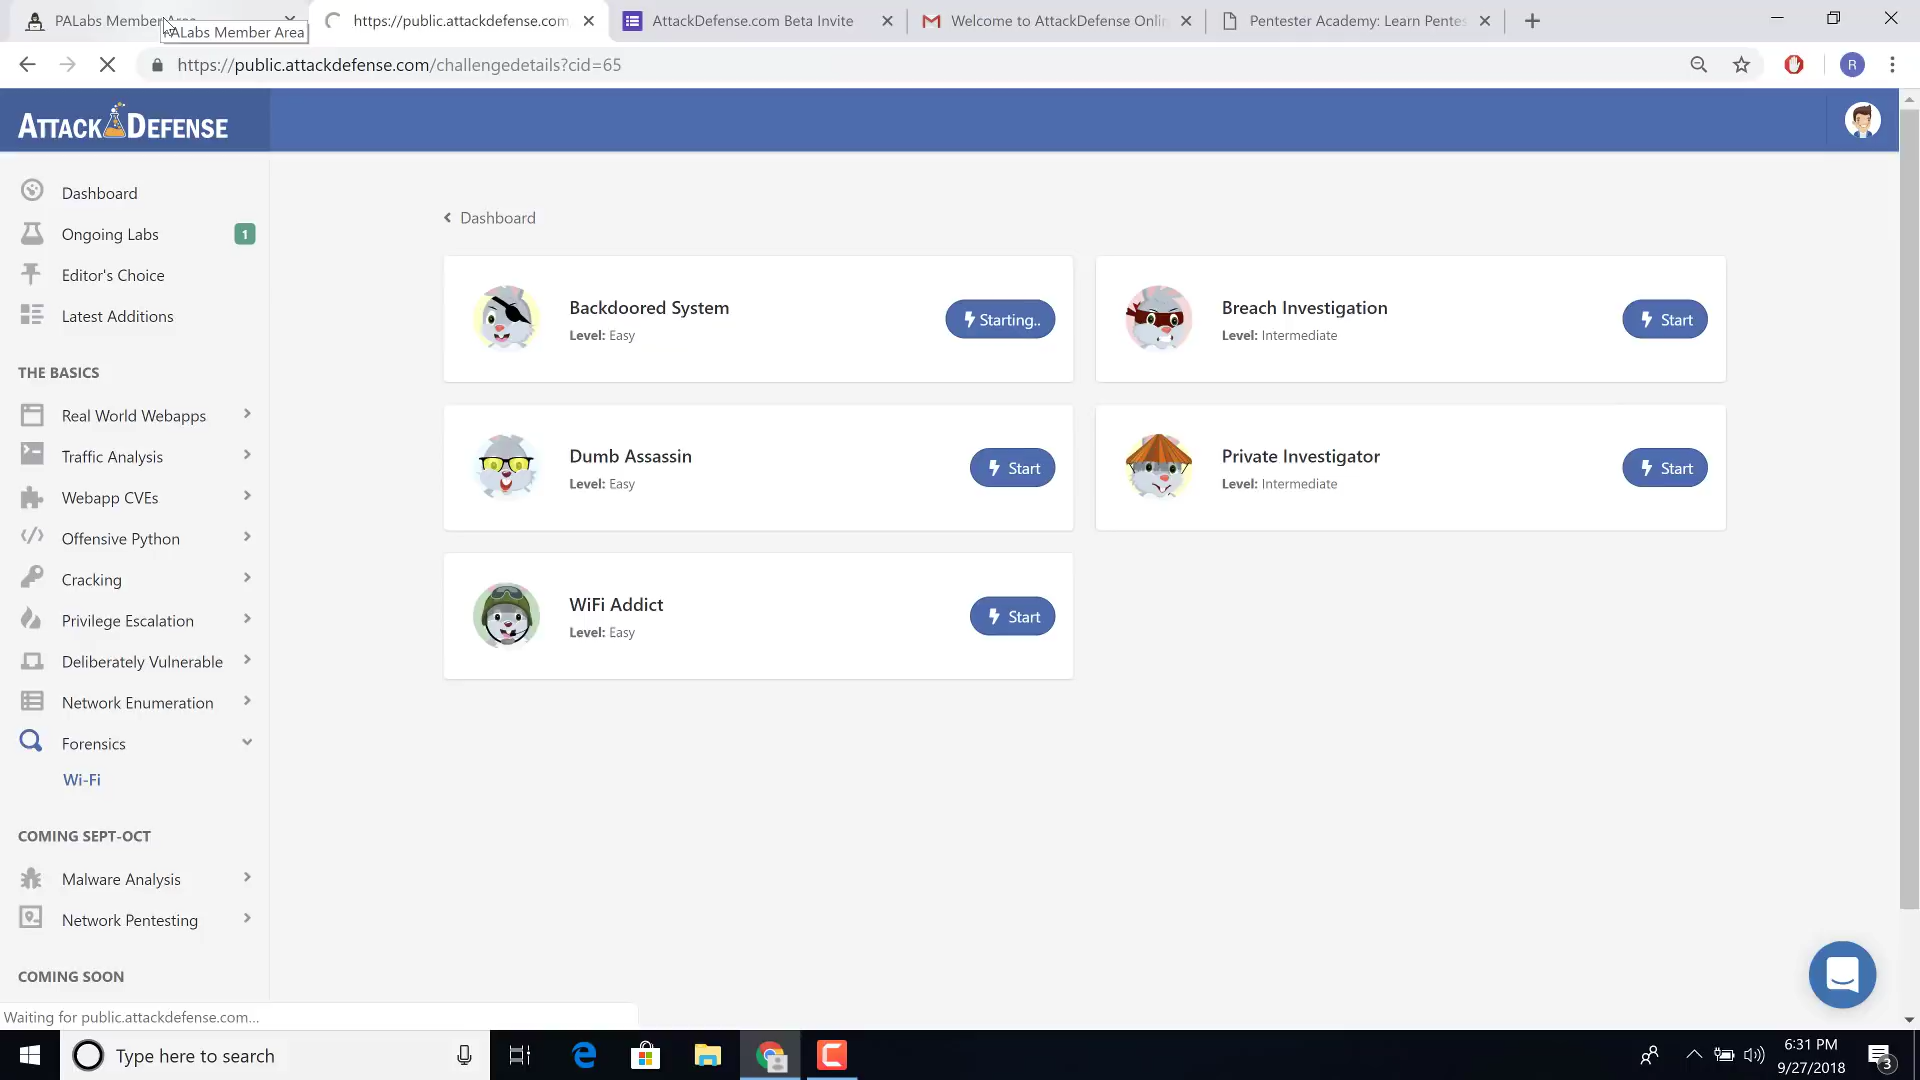 PALabs Member Area
https://public.attackdefense.com
AttackDefense.com Beta Invite
Welcome to AttackDefense Onli
Pentester Academy: Learn Pentes
PALabs Member Area
https://public.attackdefense.com/challengedetails?cid=65
R
ATTACK DEFENSE
Dashboard
Ongoing Labs
1
Editor's Choice
Latest Additions
THE BASICS
Real World Webapps
Traffic Analysis
Webapp CVEs
Offensive Python
Cracking
Privilege Escalation
Deliberately Vulnerable
Network Enumeration
Forensics
Wi-Fi
COMING SEPT-OCT
Malware Analysis
Network Pentesting
COMING SOON
Dashboard
Backdoored System
Level: Easy
Starting..
Breach Investigation
Level: Intermediate
Start
Dumb Assassin
Level: Easy
Start
Private Investigator
Level: Intermediate
Start
WiFi Addict
Level: Easy
Start
Waiting for public.attackdefense.com...
Type here to search
6:31 PM
9/27/2018
3